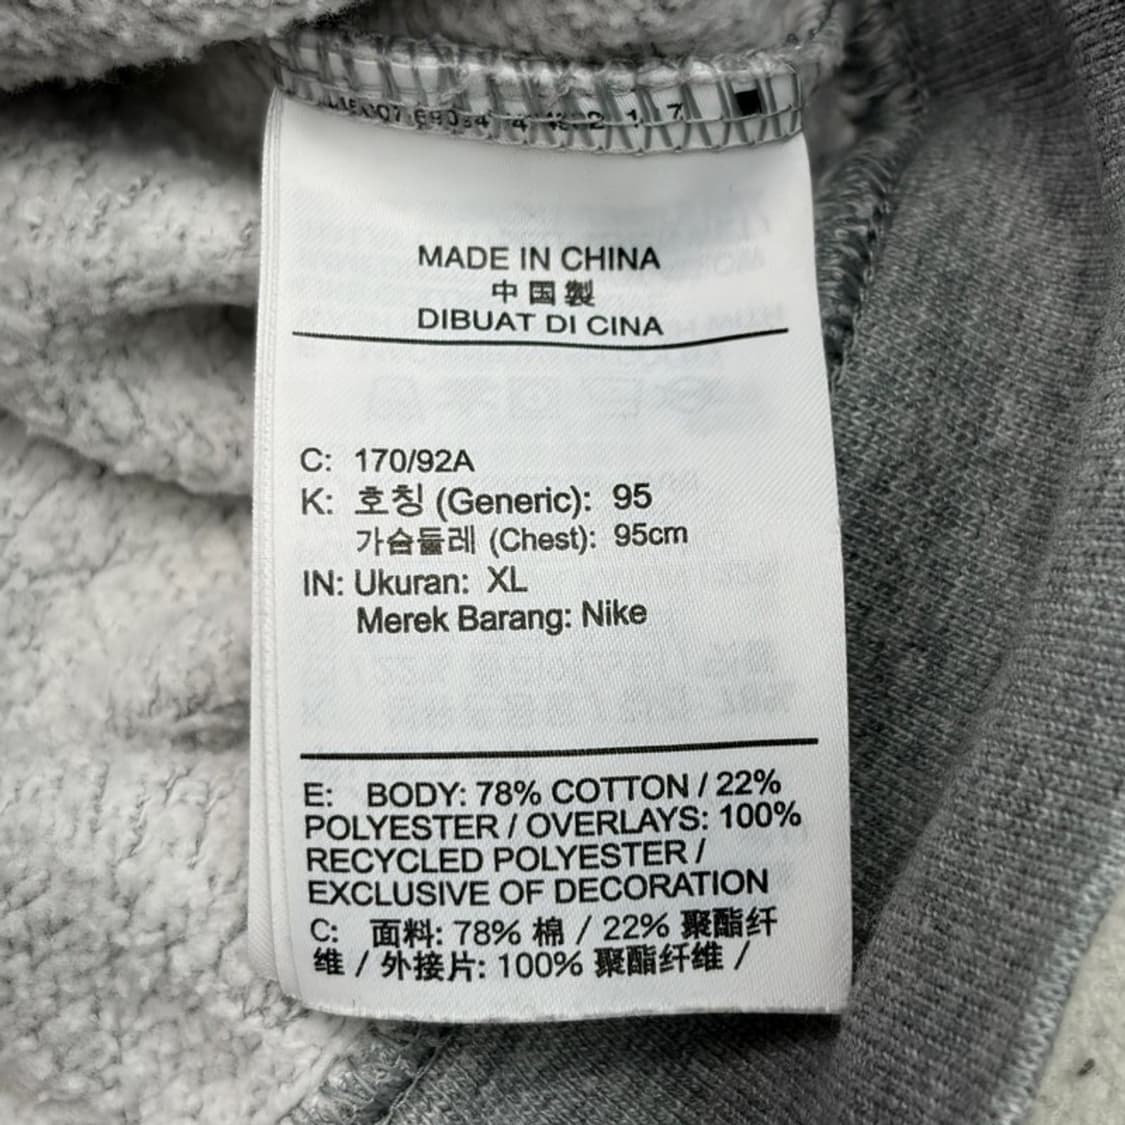 MADE IN CHINA
中国製
DIBUAT DI CINA
C: 170/92A
K: 호칭 (Generic): 95
가슴둘레 (Chest): 95cm
IN: Ukuran: XL
Merek Barang: Nike
E: BODY: 78% COTTON / 22%
POLYESTER / OVERLAYS: 100%
RECYCLED POLYESTER /
EXCLUSIVE OF DECORATION
C: 面料: 78% 棉 / 22% 聚酯纤
维 / 外接片: 100% 聚酯纤维 /